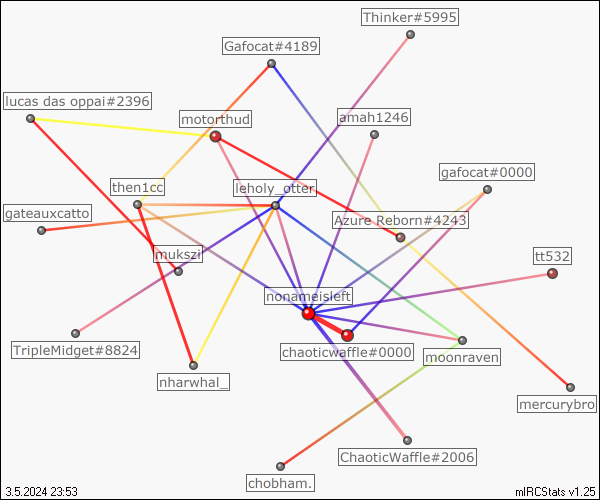 Thinker#5995
Gafocat#4189
lucas das oppai#2396
motorthud
amah1246
gafocat#0000
then1cc
leholy_otter
gateauxcatto
Azure Reborn#4243
mukszi
tt532
nonameisleft
TripleMidget#8824
chaoticwaffle#0000
moonraven
nharwhal_
mercurybro
ChaoticWaffle#2006
chobham.
3.5.2024 23:53
mIRCStats v1.25